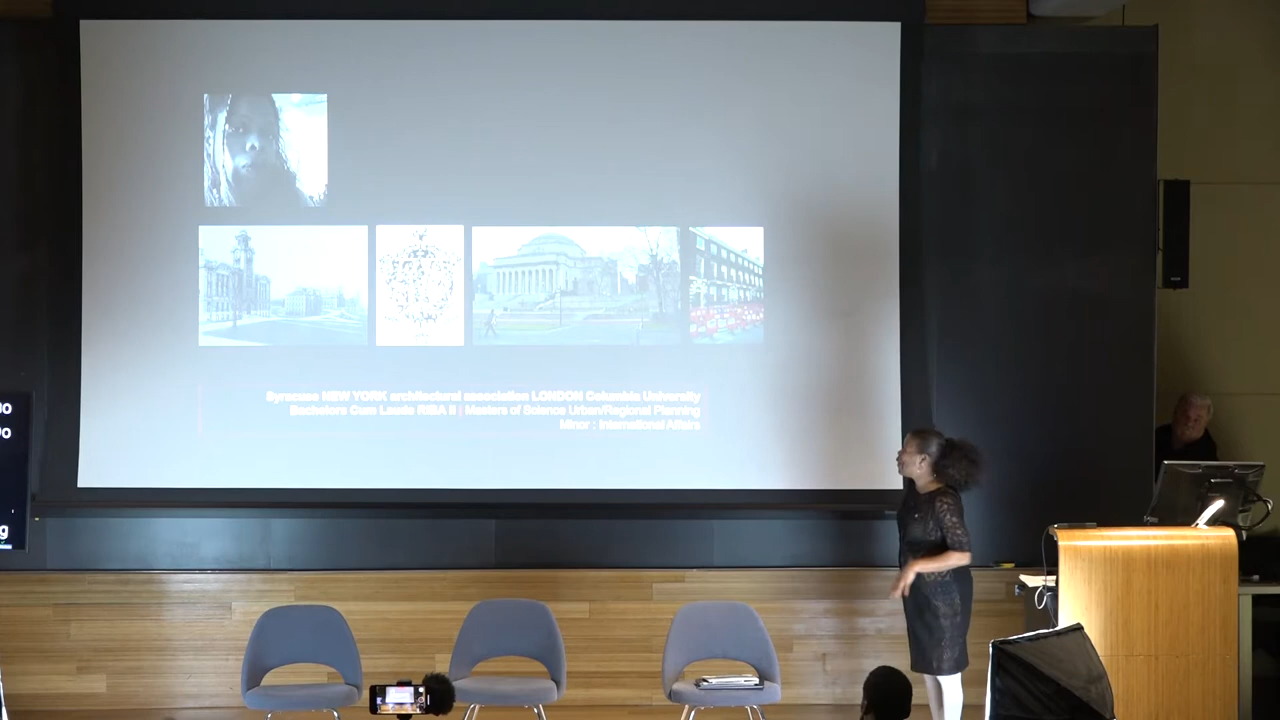 Syracuse NEW YORK architectural association LONDON Columbia University
Bachelors Cum Laude RIBA II | Masters of Science Urban/Regional Planning
Minor : International Affairs